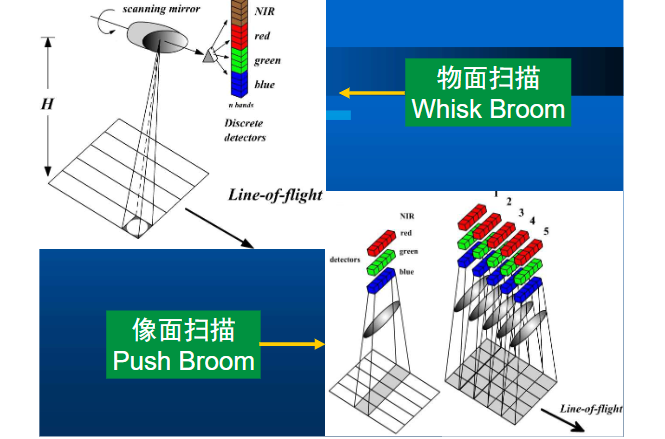 scanning mirror
NIR
red
green
blue
n bands
Discrete
detectors
H
Line-of-flight
物面扫描
Whisk Broom
像面扫描
Push Broom
NIR
red
detectors
green
blue
2
3
4
5
Line-of-flight